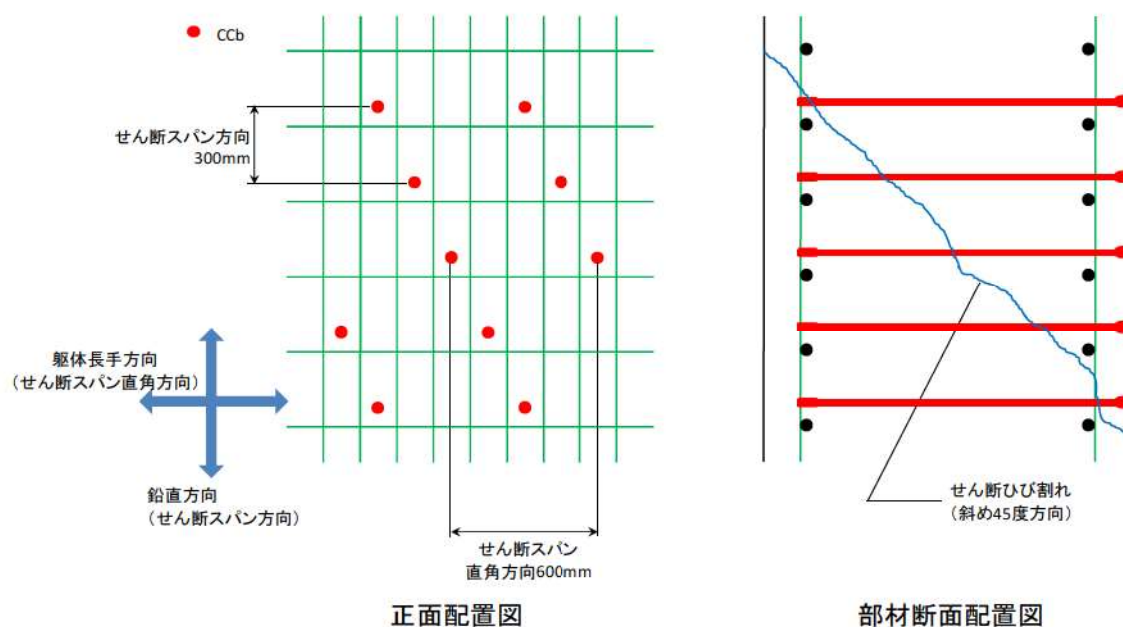 CCb
せん断スパン方向
300mm
躯体長手方向
（せん断スパン直角方向）
鉛直方向
（せん断スパン方向）
せん断スパン
直角方向600mm
正面配置図
せん断ひび割れ
（斜め45度方向）
部材断面配置図